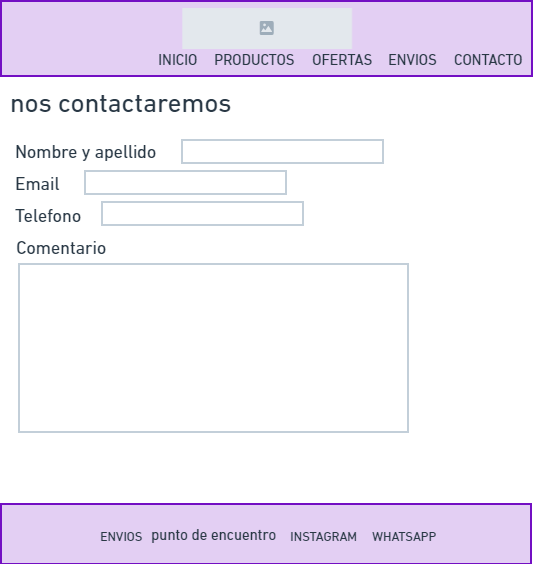 INICIO PRODUCTOS OFERTAS ENVIOS CONTACTO
nos contactaremos
Nombre y apellido
Email
Telefono
Comentario
ENVIOS punto de encuentro INSTAGRAM WHATSAPP